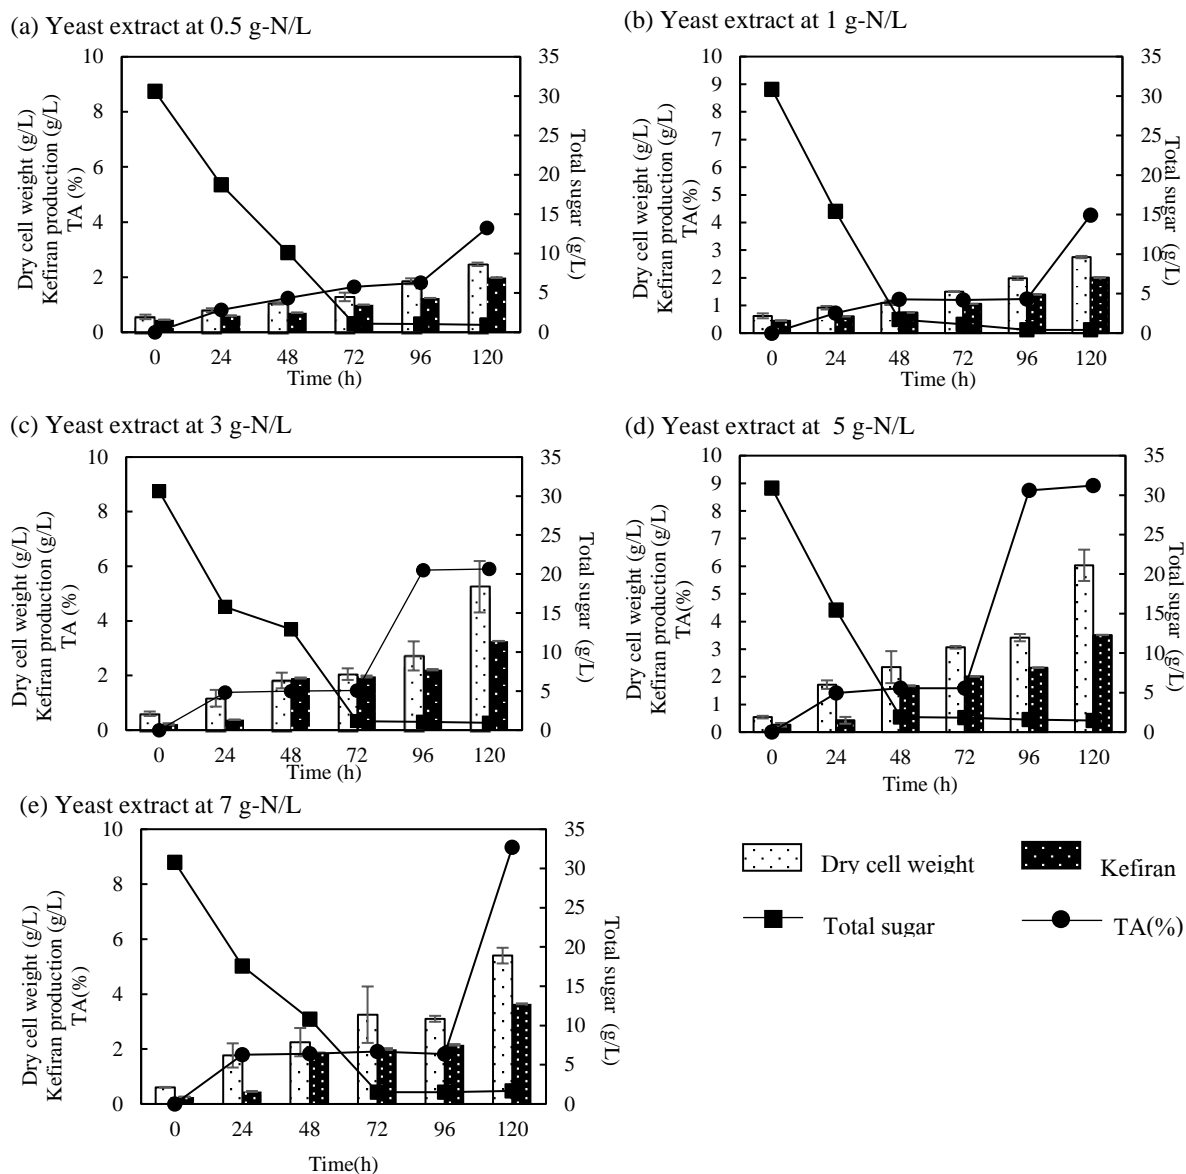 (a) Yeast extract at 0.5 g-N/L
10
8
6
4
2
0
35
30
25
20
15
10
5
0
Dry cell weight (g/L)
Kefiran production (g/L)
TA (%)
Total sugar (g/L)
0 24 48 72 96 120
Time (h)
(b) Yeast extract at 1 g-N/L
10
9
8
7
6
5
4
3
2
1
0
35
30
25
20
15
10
5
0
Dry cell weight (g/L)
Kefiran production (g/L)
TA(%)
Total sugar (g/L)
0 24 48 72 96 120
Time (h)
(c) Yeast extract at 3 g-N/L
10
8
6
4
2
0
35
30
25
20
15
10
5
0
Dry cell weight (g/L)
Kefiran production (g/L)
TA (%)
Total sugar (g/L)
0 24 48 72 96 120
Time (h)
(d) Yeast extract at 5 g-N/L
10
9
8
7
6
5
4
3
2
1
0
35
30
25
20
15
10
5
0
Dry cell weight (g/L)
Kefiran production (g/L)
TA(%)
Total sugar (g/L)
0 24 48 72 96 120
Time (h)
(e) Yeast extract at 7 g-N/L
10
8
6
4
2
0
35
30
25
20
15
10
5
0
Dry cell weight (g/L)
Kefiran production (g/L)
TA(%)
Total sugar (g/L)
0 24 48 72 96 120
Time(h)
Dry cell weight
Kefiran
Total sugar
TA(%)